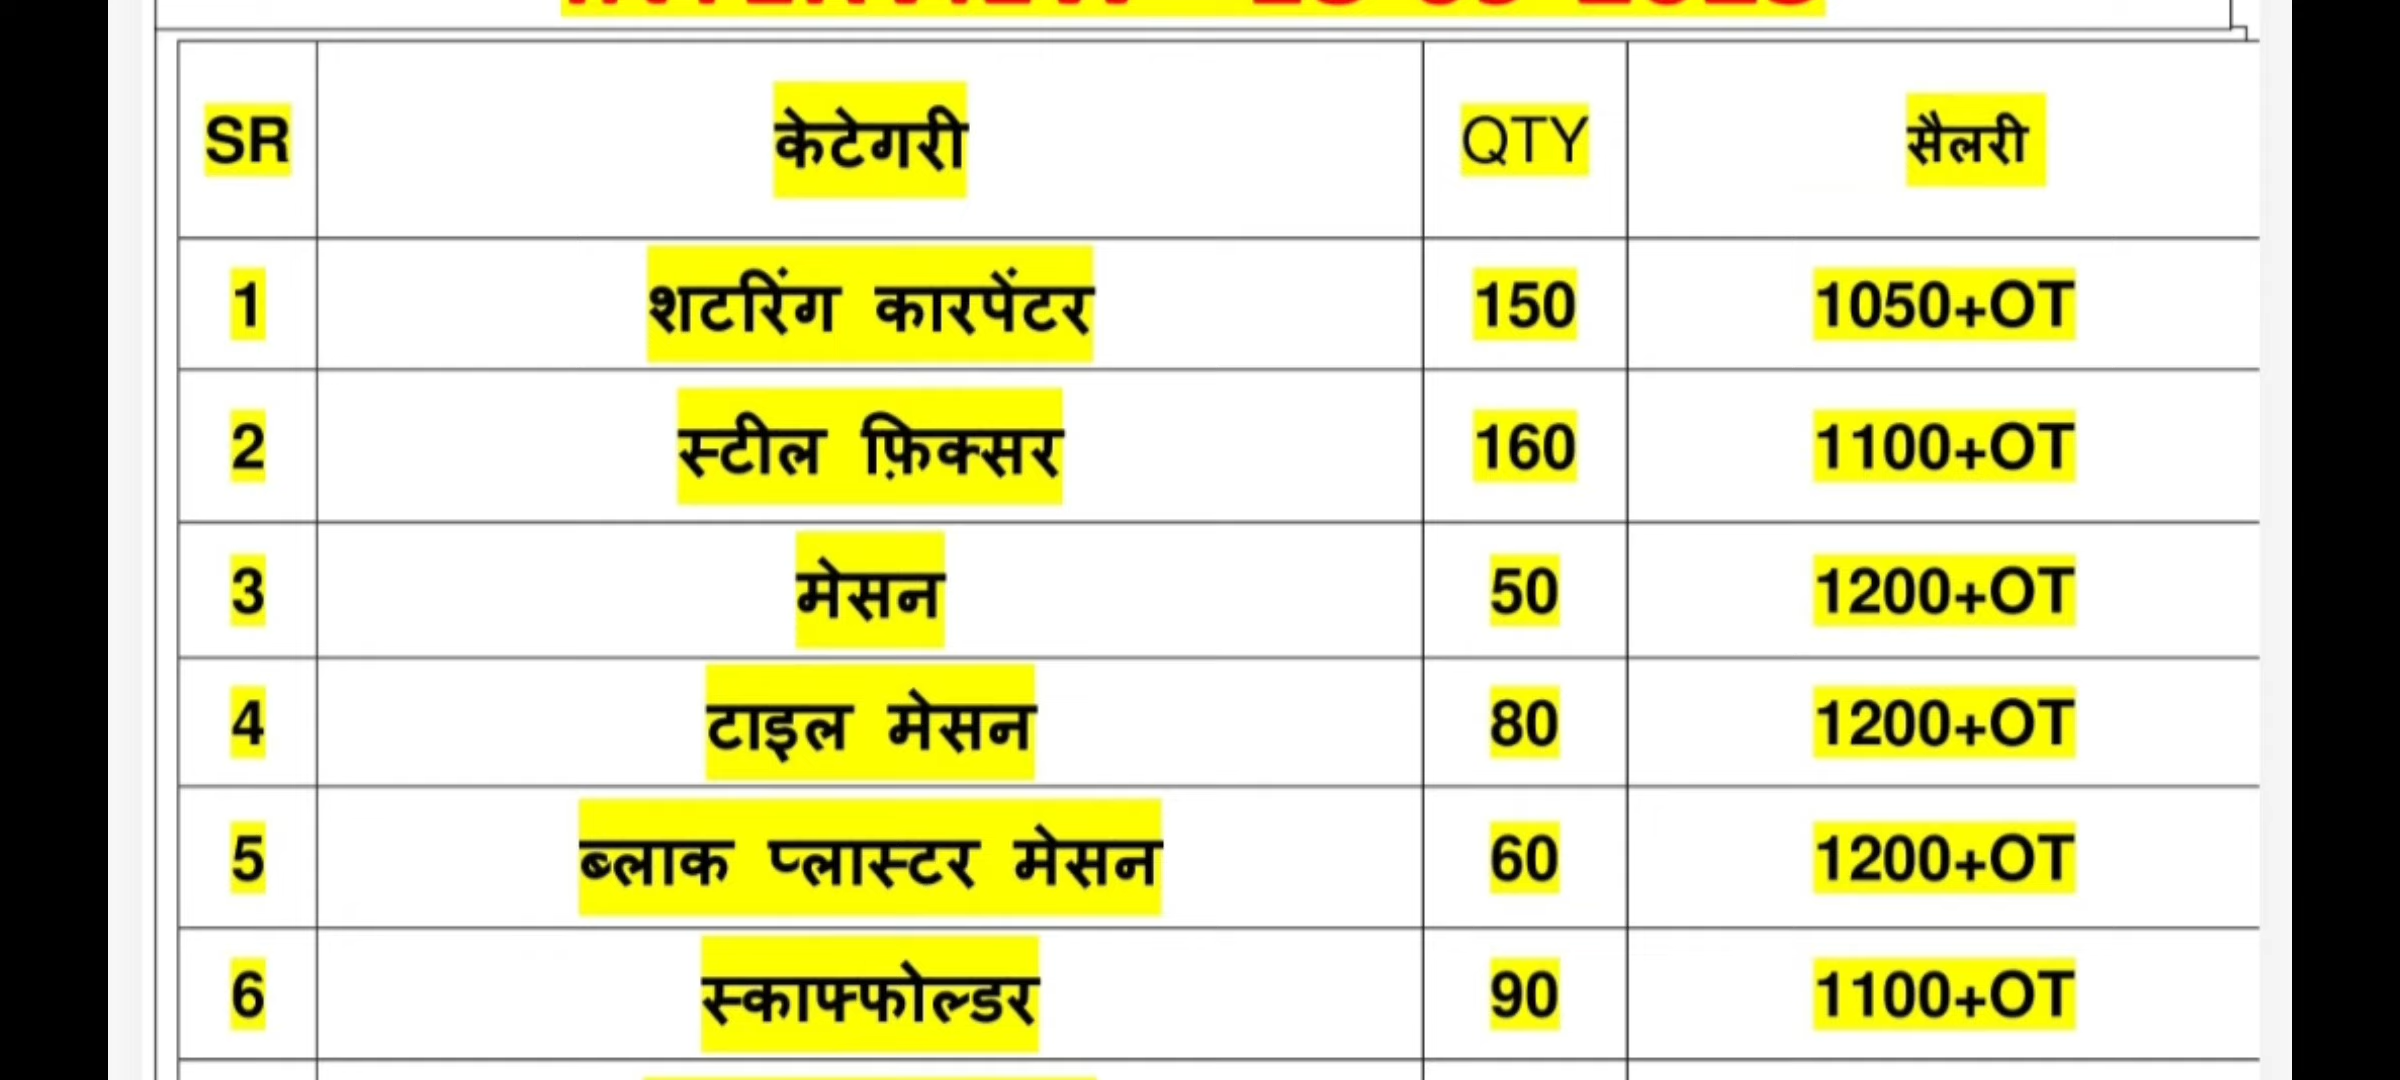 SR केटेगरी QTY सैलरी
1 शटरिंग कारपेंटर 150 1050+OT
2 स्टील फ़िक्सर 160 1100+OT
3 मेसन 50 1200+OT
4 टाइल मेसन 80 1200+OT
5 ब्लाक प्लास्टर मेसन 60 1200+OT
6 स्काफ्फोल्डर 90 1100+OT